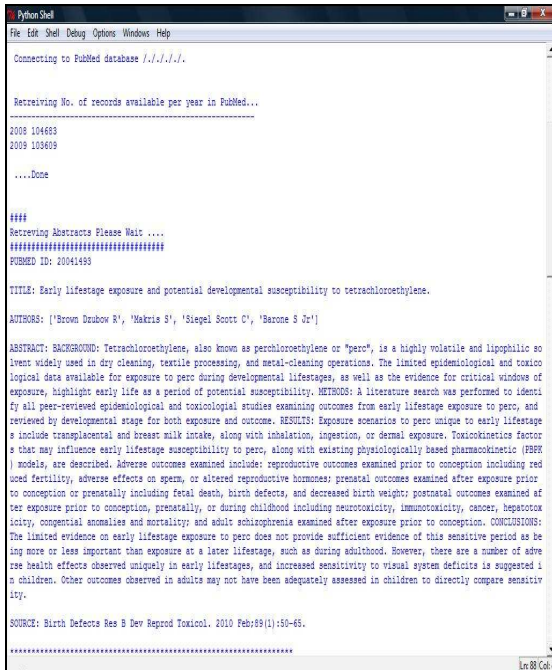 Python Shell
File Edit Shell Debug Options Windows Help
Connecting to PubMed database /./././././.
Retreiving No. of records available per year in PubMed...
----------------------------------------------------------
2008 104683
2009 103609
....Done
####
Retreving Abstracts Please Wait ....
####################################
PUBMED ID: 20041493
TITLE: Early lifestage exposure and potential developmental susceptibility to tetrachloroethylene.
AUTHORS: ['Brown Dzubow R', 'Makris S', 'Siegel Scott C', 'Barone S Jr']
ABSTRACT: BACKGROUND: Tetrachloroethylene, also known as perchloroethylene or "perc", is a highly volatile and lipophilic so
lvent widely used in dry cleaning, textile processing, and metal-cleaning operations. The limited epidemiological and toxico
logical data available for exposure to perc during developmental lifestages, as well as the evidence for critical windows of
exposure, highlight early life as a period of potential susceptibility. METHODS: A literature search was performed to identi
fy all peer-reviewed epidemiological and toxicological studies examining outcomes from early lifestage exposure to perc, and
reviewed by developmental stage for both exposure and outcome. RESULTS: Exposure scenarios to perc unique to early lifestage
s include transplacental and breast milk intake, along with inhalation, ingestion, or dermal exposure. Toxicokinetics factor
s that may influence early lifestage susceptibility to perc, along with existing physiologically based pharmacokinetic (PBPK
) models, are described. Adverse outcomes examined include: reproductive outcomes examined prior to conception including red
uced fertility, adverse effects on sperm, or altered reproductive hormones; prenatal outcomes examined after exposure prior
to conception or prenatally including fetal death, birth defects, and decreased birth weight; postnatal outcomes examined af
ter exposure prior to conception, prenatally, or during childhood including neurotoxicity, immunotoxicity, cancer, hepatotox
icity, congential anomalies and mortality; and adult schizophrenia examined after exposure prior to conception. CONCLUSIONS:
The limited evidence on early lifestage exposure to perc does not provide sufficient evidence of this sensitive period as be
ing more or less important than exposure at a later lifestage, such as during adulthood. However, there are a number of adve
rse health effects observed uniquely in early lifestages, and increased sensitivity to visual system deficits is suggested i
n children. Other outcomes observed in adults may not have been adequately assessed in children to directly compare sensitiv
ity.
SOURCE: Birth Defects Res B Dev Reprod Toxicol. 2010 Feb;89(1):50-65.
******************************************************************
Ln: 88 Col: